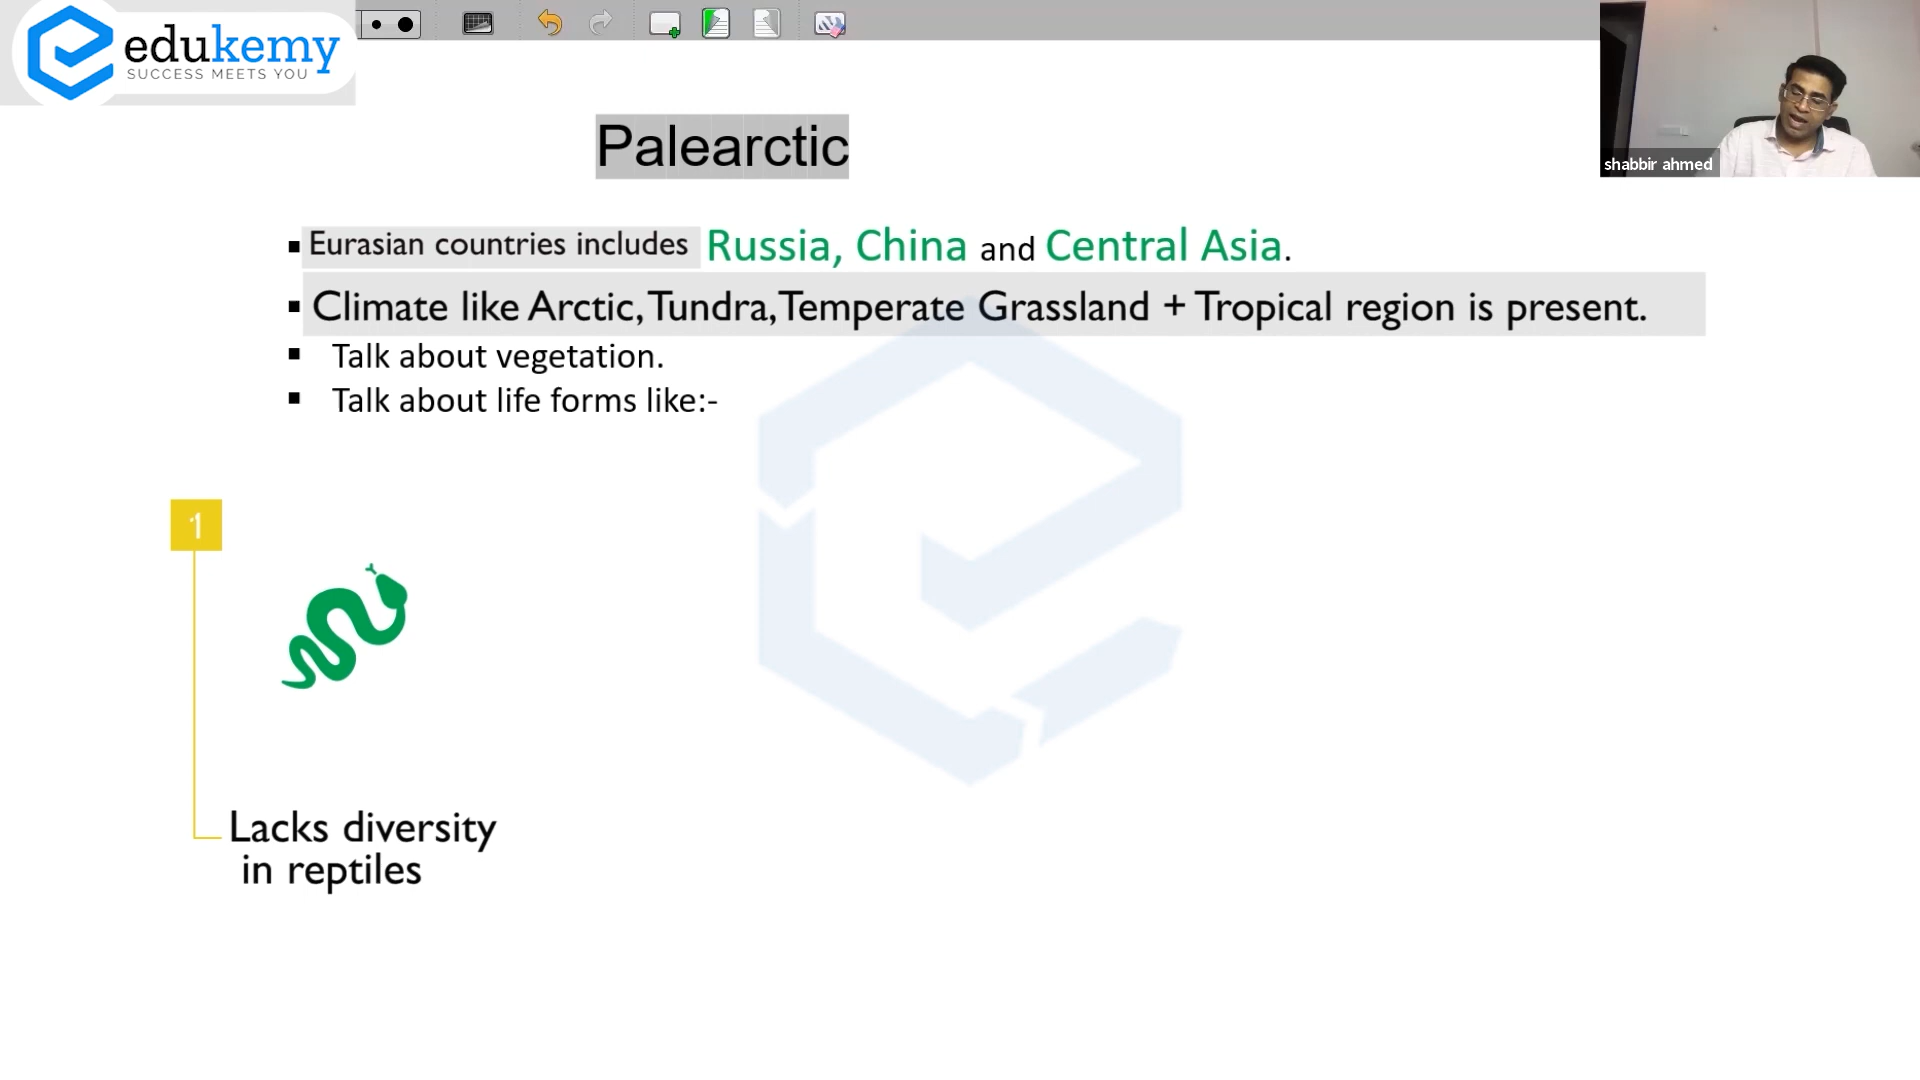 edukemy
SUCCESS MEETS YOU
shabbir ahmed
Palearctic
▪ Eurasian countries includes Russia, China and Central Asia.
▪ Climate like Arctic, Tundra, Temperate Grassland + Tropical region is present.
▪ Talk about vegetation.
▪ Talk about life forms like:-
1
Lacks diversity
in reptiles